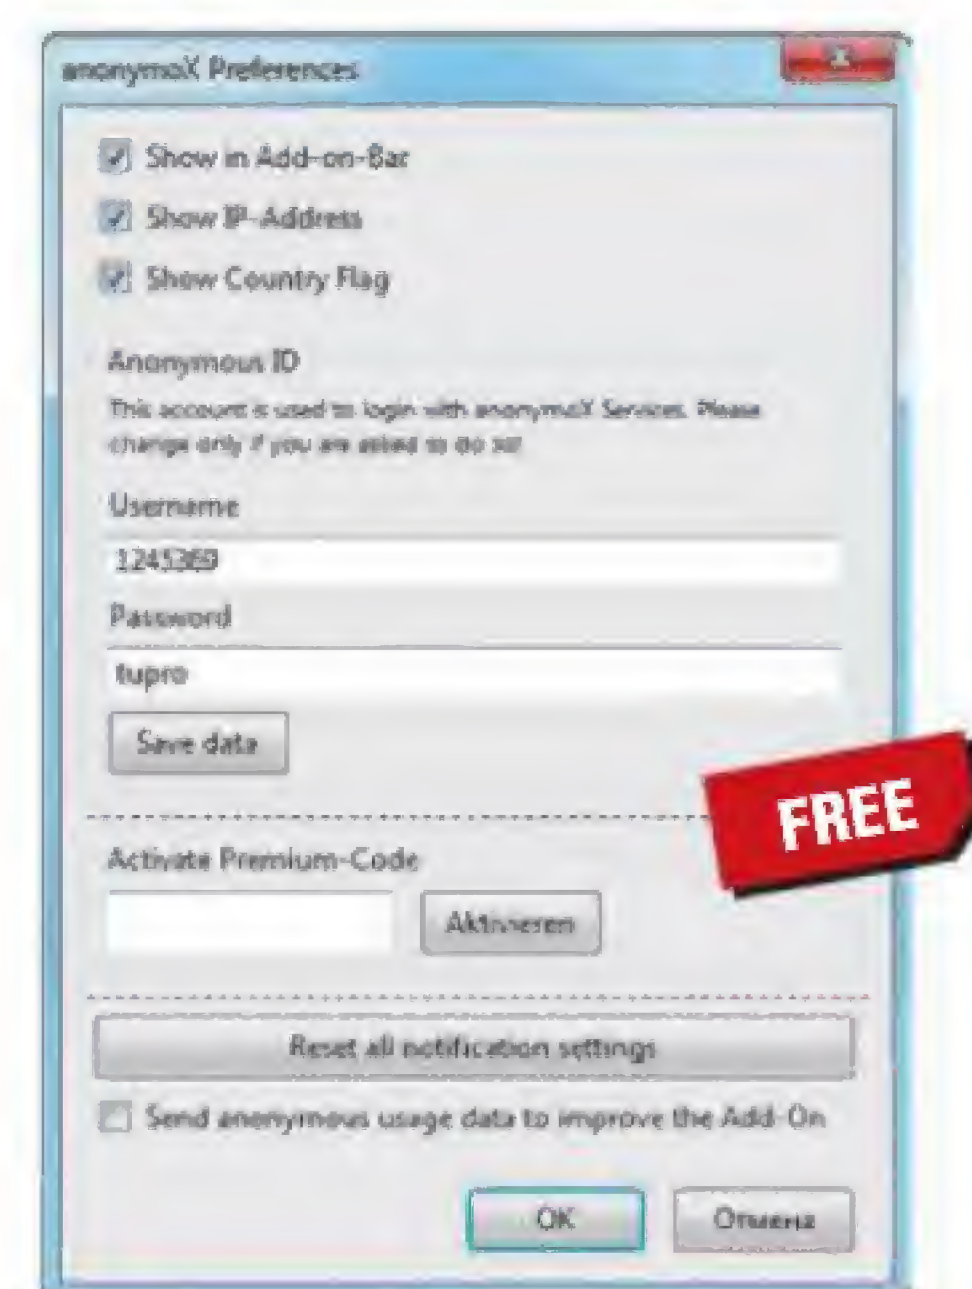 anonymoX Preferences
Show in Add-on-Bar
Show IP-Address
Show Country Flag
Anonymous ID
This account is used to login with anonymoX Services. Please
change only if you are asked to do so!
Username
1245369
Password
tupro
Save data
FREE
Activate Premium-Code
Aktivieren
Reset all notification settings
Send anonymous usage data to improve the Add-On
OK
Отмена